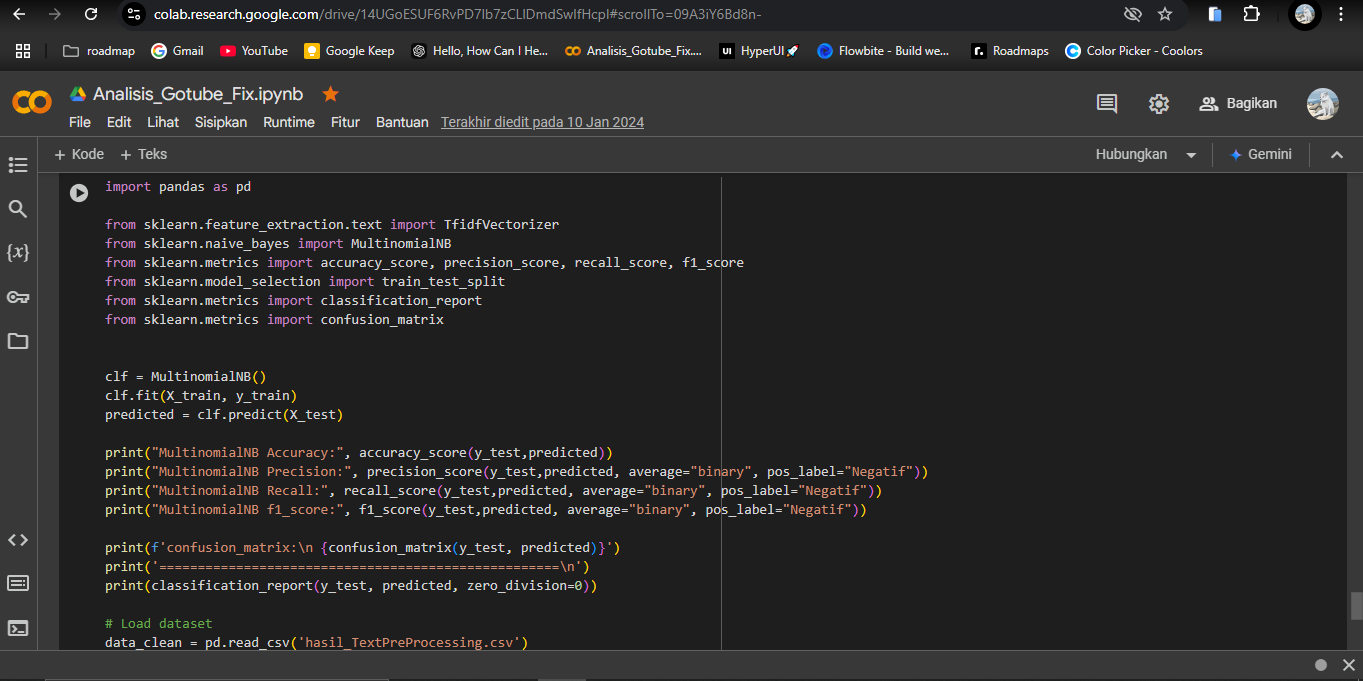 colab.research.google.com/drive/14UGoESUF6RvPD7Ib7zCLIDmdSwIfHcpI#scrollTo=09A3iY6Bd8n-
roadmap Gmail YouTube Google Keep Hello, How Can I He... Analisis_Gotube_Fix.... UI HyperUI🚀 Flowbite - Build we... r. Roadmaps Color Picker - Coolors
CO Analisis_Gotube_Fix.ipynb
File Edit Lihat Sisipkan Runtime Fitur Bantuan Terakhir diedit pada 10 Jan 2024 Bagikan
+ Kode + Teks Hubungkan Gemini
{x}
import pandas as pd
from sklearn.feature_extraction.text import TfidfVectorizer
from sklearn.naive_bayes import MultinomialNB
from sklearn.metrics import accuracy_score, precision_score, recall_score, f1_score
from sklearn.model_selection import train_test_split
from sklearn.metrics import classification_report
from sklearn.metrics import confusion_matrix
clf = MultinomialNB()
clf.fit(X_train, y_train)
predicted = clf.predict(X_test)
print("MultinomialNB Accuracy:", accuracy_score(y_test,predicted))
print("MultinomialNB Precision:", precision_score(y_test,predicted, average="binary", pos_label="Negatif"))
print("MultinomialNB Recall:", recall_score(y_test,predicted, average="binary", pos_label="Negatif"))
print("MultinomialNB f1_score:", f1_score(y_test,predicted, average="binary", pos_label="Negatif"))
print(f'confusion_matrix:\n {confusion_matrix(y_test, predicted)}')
print('====================================================\n')
print(classification_report(y_test, predicted, zero_division=0))
# Load dataset
data_clean = pd.read_csv('hasil_TextPreProcessing.csv')